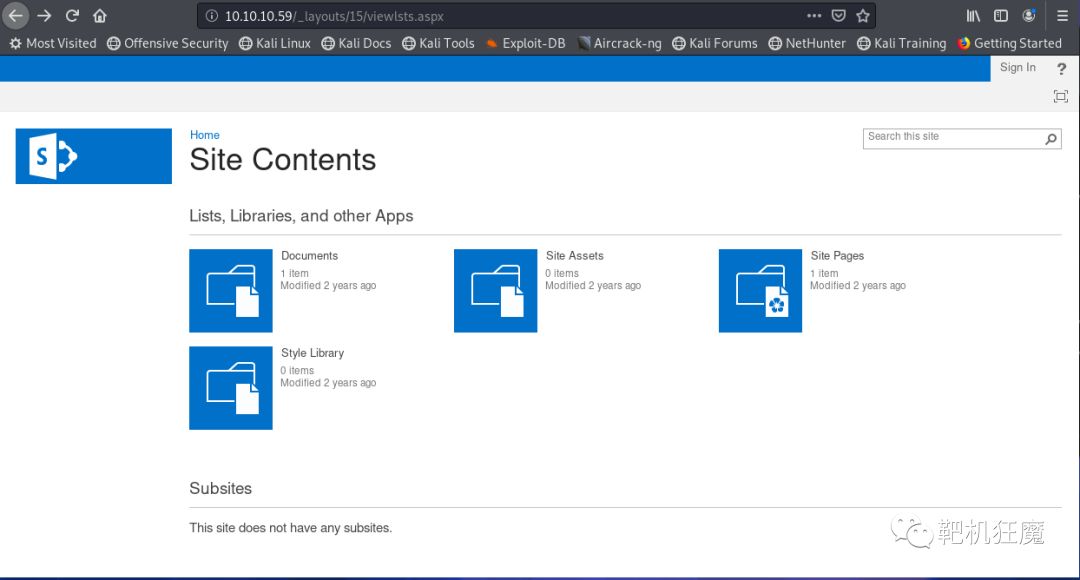 10.10.10.59/_layouts/15/viewlsts.aspx
Most Visited Offensive Security Kali Linux Kali Docs Kali Tools Exploit-DB Aircrack-ng Kali Forums NetHunter Kali Training Getting Started
Sign In ?
S
Home
Site Contents
Search this site
Lists, Libraries, and other Apps
Documents
1 item
Modified 2 years ago
Site Assets
0 items
Modified 2 years ago
Site Pages
1 item
Modified 2 years ago
Style Library
0 items
Modified 2 years ago
Subsites
This site does not have any subsites.
靶机狂魔